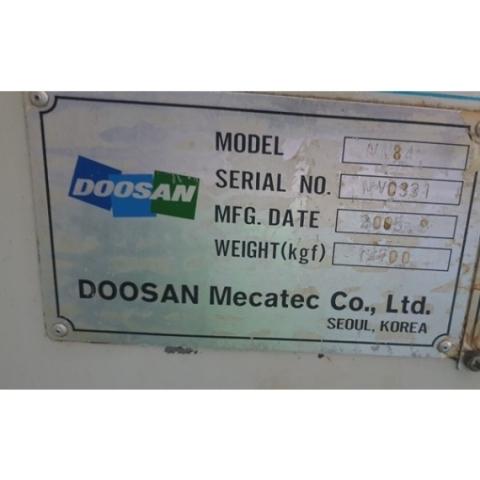 DOOSAN
MODEL
SERIAL NO.
MFG. DATE
WEIGHT(kgf)
DOOSAN Mecatec Co., Ltd.
SEOUL, KOREA